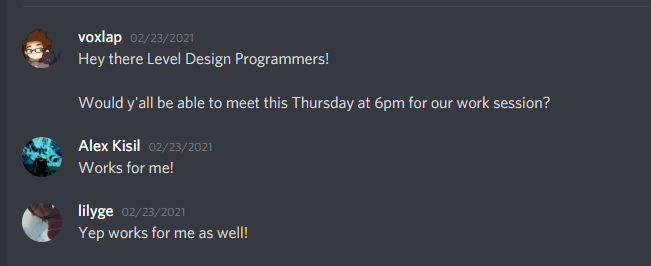 voxlap 02/23/2021
Hey there Level Design Programmers!
Would y'all be able to meet this Thursday at 6pm for our work session?
Alex Kisil 02/23/2021
Works for me!
lilyge 02/23/2021
Yep works for me as well!